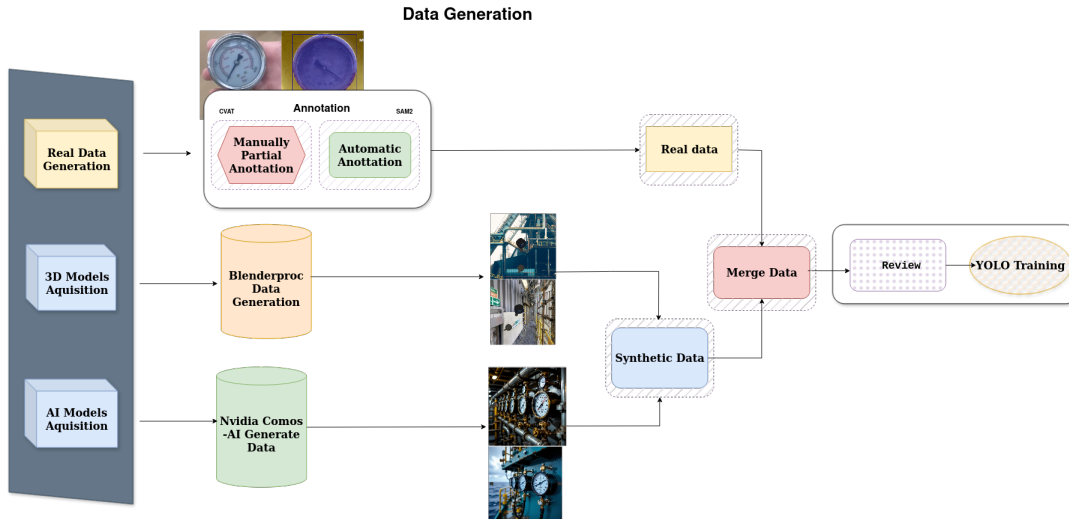 Data Generation
CVAT
Annotation
SAM2
Manually
Partial
Anottation
Automatic
Anottation
Real Data
Generation
Real data
3D Models
Aquisition
Blenderproc
Data
Generation
Merge Data
Review
YOLO Training
Synthetic Data
AI Models
Aquisition
Nvidia Comos
-AI Generate
Data